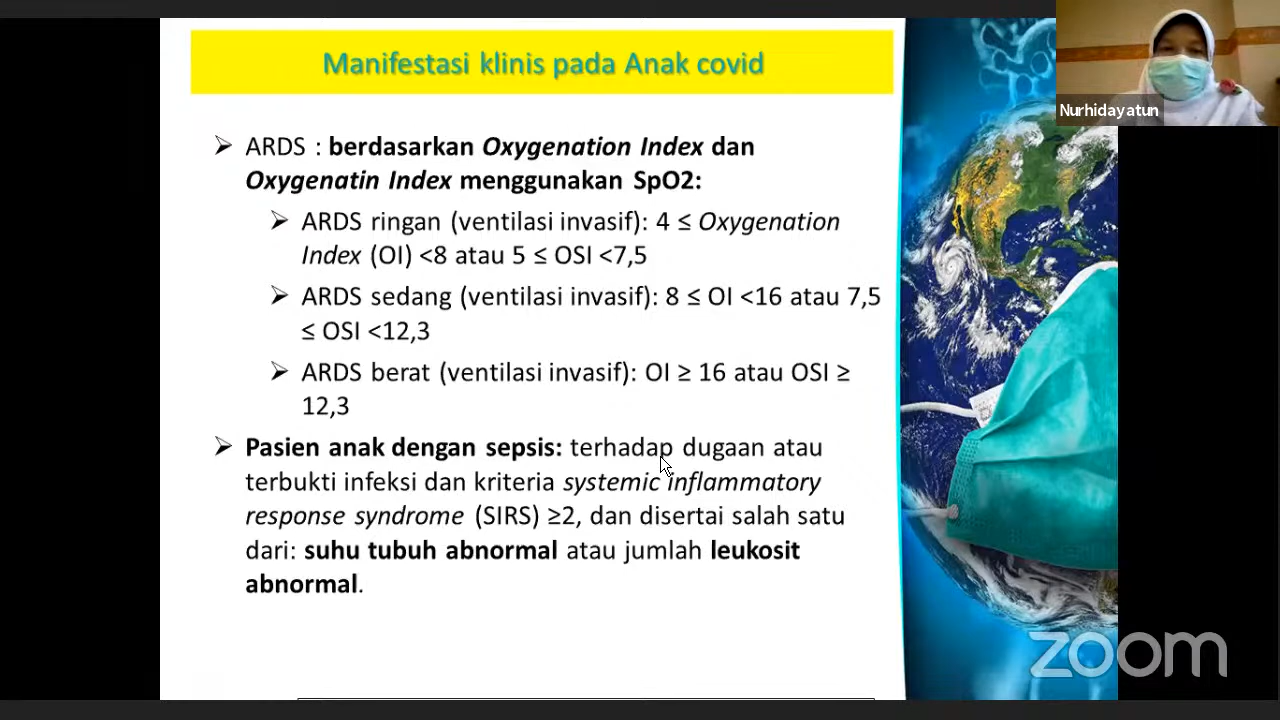 Manifestasi klinis pada Anak covid
Nurhidayatun
➢ ARDS : berdasarkan Oxygenation Index dan
Oxygenatin Index menggunakan SpO2:
➢ ARDS ringan (ventilasi invasif): 4 ≤ Oxygenation
Index (OI) <8 atau 5 ≤ OSI <7,5
➢ ARDS sedang (ventilasi invasif): 8 ≤ OI <16 atau 7,5
≤ OSI <12,3
➢ ARDS berat (ventilasi invasif): OI ≥ 16 atau OSI ≥
12,3
➢ Pasien anak dengan sepsis: terhadap dugaan atau
terbukti infeksi dan kriteria systemic inflammatory
response syndrome (SIRS) ≥2, dan disertai salah satu
dari: suhu tubuh abnormal atau jumlah leukosit
abnormal.
zoom